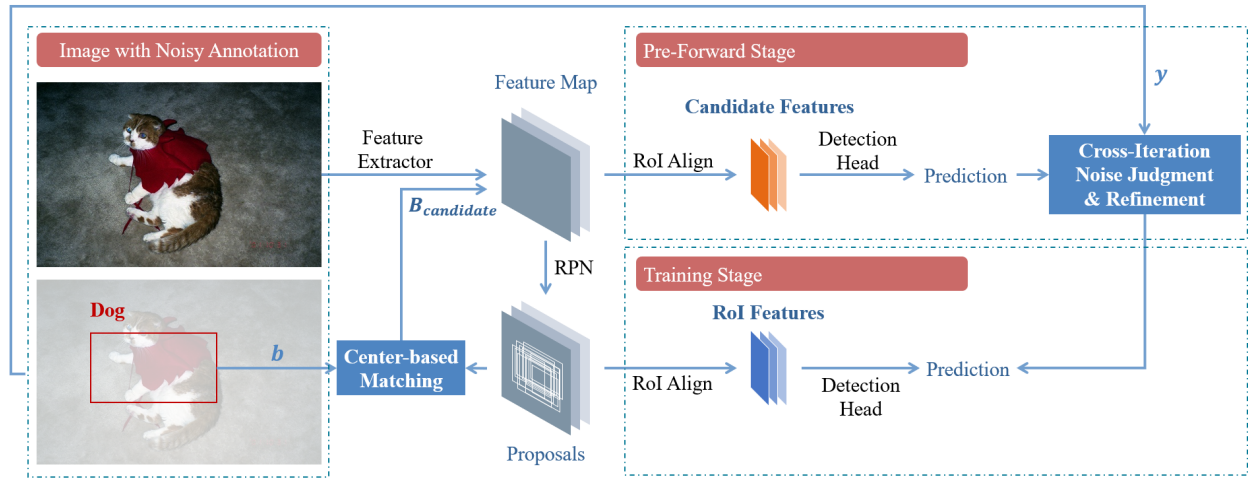 Image with Noisy Annotation
Dog
b
Center-based
Matching
Feature
Extractor
B_candidate
Feature Map
RPN
Proposals
Pre-Forward Stage
Candidate Features
RoI Align
Detection
Head
Prediction
y
Cross-Iteration
Noise Judgment
& Refinement
Training Stage
RoI Features
RoI Align
Detection
Head
Prediction